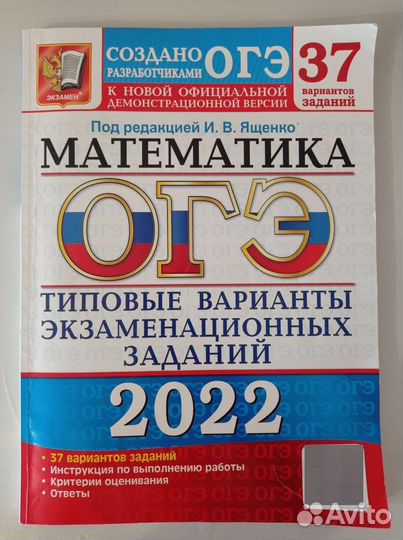 СОЗДАНО
РАЗРАБОТЧИКАМИ
ОГЭ
37
вариантов
заданий
К НОВОЙ ОФИЦИАЛЬНОЙ
ДЕМОНСТРАЦИОННОЙ ВЕРСИИ
ЭКЗАМЕН
Под редакцией И. В. Ященко
МАТЕМАТИКА
ОГЭ
ТИПОВЫЕ ВАРИАНТЫ
ЭКЗАМЕНАЦИОННЫХ
ЗАДАНИЙ
2022
• 37 вариантов заданий
• Инструкция по выполнению работы
• Критерии оценивания
• Ответы
Avito